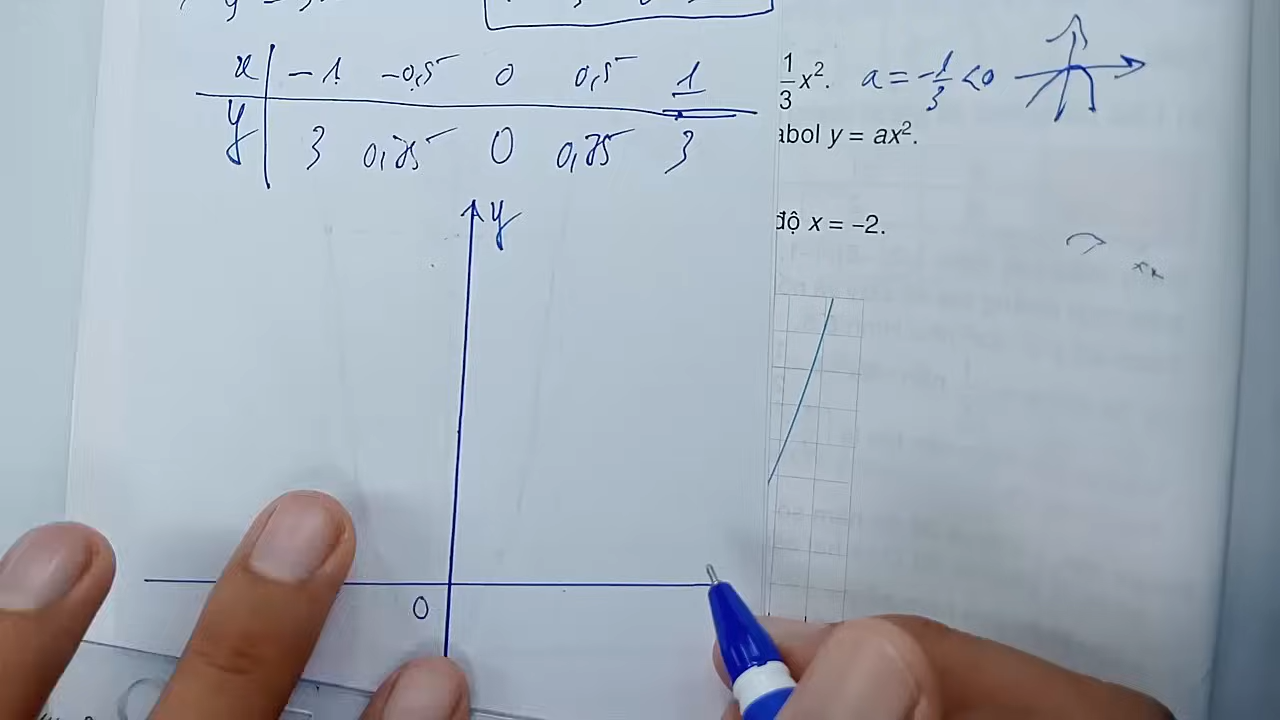 x -1 -0,5 0 0,5 1
y 3 0,75 0 0,75 3
y
0
1/3 x². a = -1/3 <0
abol y = ax².
độ x = –2.